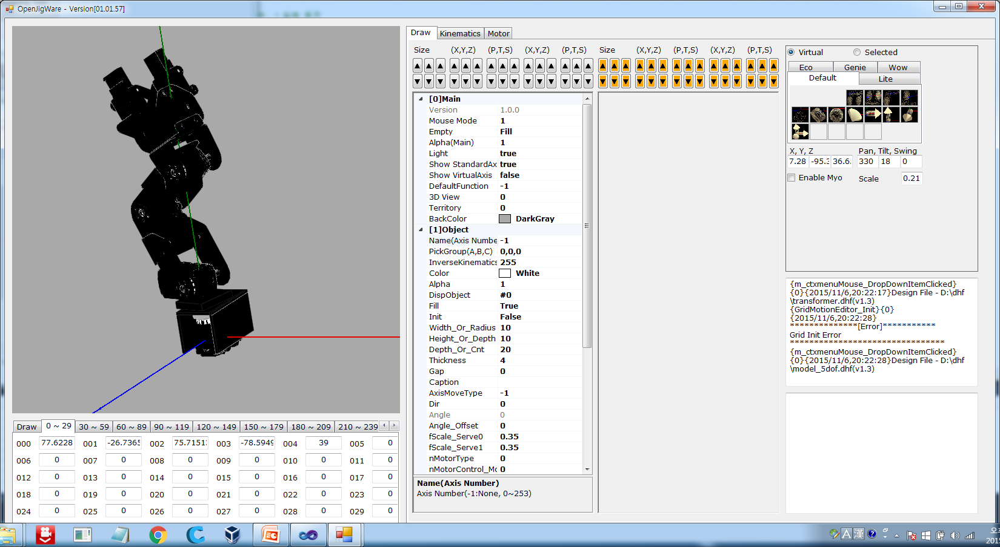 OpenJigWare - Version[01.01.57]
Draw Kinematics Motor
Size (X,Y,Z) (P,T,S) (X,Y,Z) (P,T,S) Size (X,Y,Z) (P,T,S) (X,Y,Z) (P,T,S)
[0]Main
Version 1.0.0
Mouse Mode 1
Empty Fill
Alpha(Main) 1
Light true
Show StandardAx true
Show VirtualAxis false
DefaultFunction -1
3D View 0
Territory 0
BackColor DarkGray
[1]Object
Name(Axis Numbe -1
PickGroup(A,B,C) 0,0,0
InverseKinematics 255
Color White
Alpha 1
DispObject #0
Fill True
Init False
Width_Or_Radius 10
Height_Or_Depth 10
Depth_Or_Cnt 20
Thickness 4
Gap 0
Caption
AxisMoveType -1
Dir 0
Angle 0
Angle_Offset 0
fScale_Serve0 0.35
fScale_Serve1 0.35
nMotorType 0
nMotorControl_Mo 0
Name(Axis Number)
Axis Number(-1:None, 0~253)
Virtual Selected
Eco Genie Wow
Default Lite
X, Y, Z Pan, Tilt, Swing
7.28 -95.3 36.6 330 18 0
Enable Myo Scale 0.21
{m_ctxmenuMouse_DropDownItemClicked}
{0}{2015/11/6,20:22:17}Design File - D:\dhf
\transformer.dhf(v1.3)
{GridMotionEditor_Init}{0}
{2015/11/6,20:22:28}
**************[Error]***********
Grid Init Error
********************************
{m_ctxmenuMouse_DropDownItemClicked}
{0}{2015/11/6,20:22:28}Design File - D:\dhf
\model_5dof.dhf(v1.3)
Draw 0 ~ 29 30 ~ 59 60 ~ 89 90 ~ 119 120 ~ 149 150 ~ 179 180 ~ 209 210 ~ 239
000 77.6228 001 -26.7365 002 75.7151 003 -78.5949 004 39 005 0
006 0 007 0 008 0 009 0 010 0 011 0
012 0 013 0 014 0 015 0 016 0 017 0
018 0 019 0 020 0 021 0 022 0 023 0
024 0 025 0 026 0 027 0 028 0 029 0
A 漢
오
2015